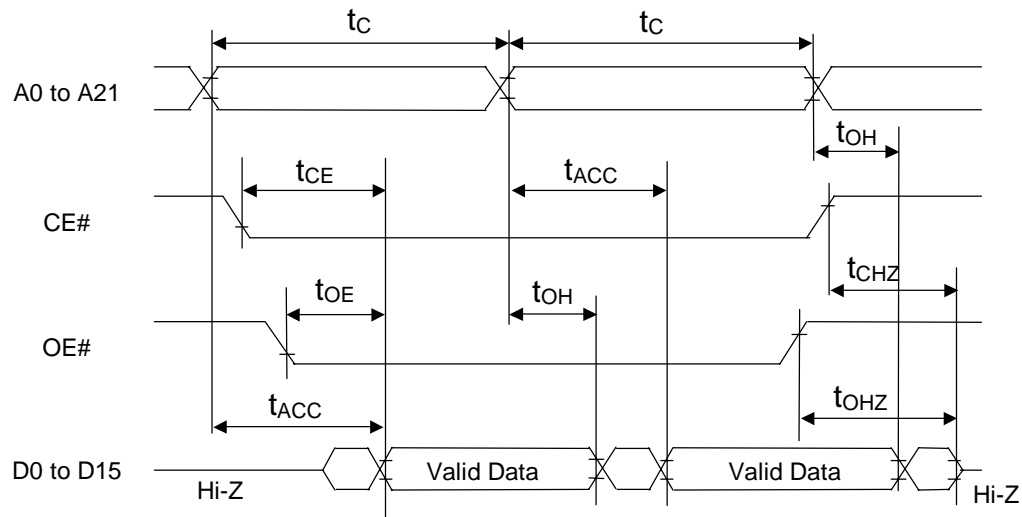 tC tC
A0 to A21
tOH
tCE tACC
CE#
tCHZ
tOE tOH
OE#
tACC tOHZ
D0 to D15 Valid Data Valid Data
Hi-Z Hi-Z